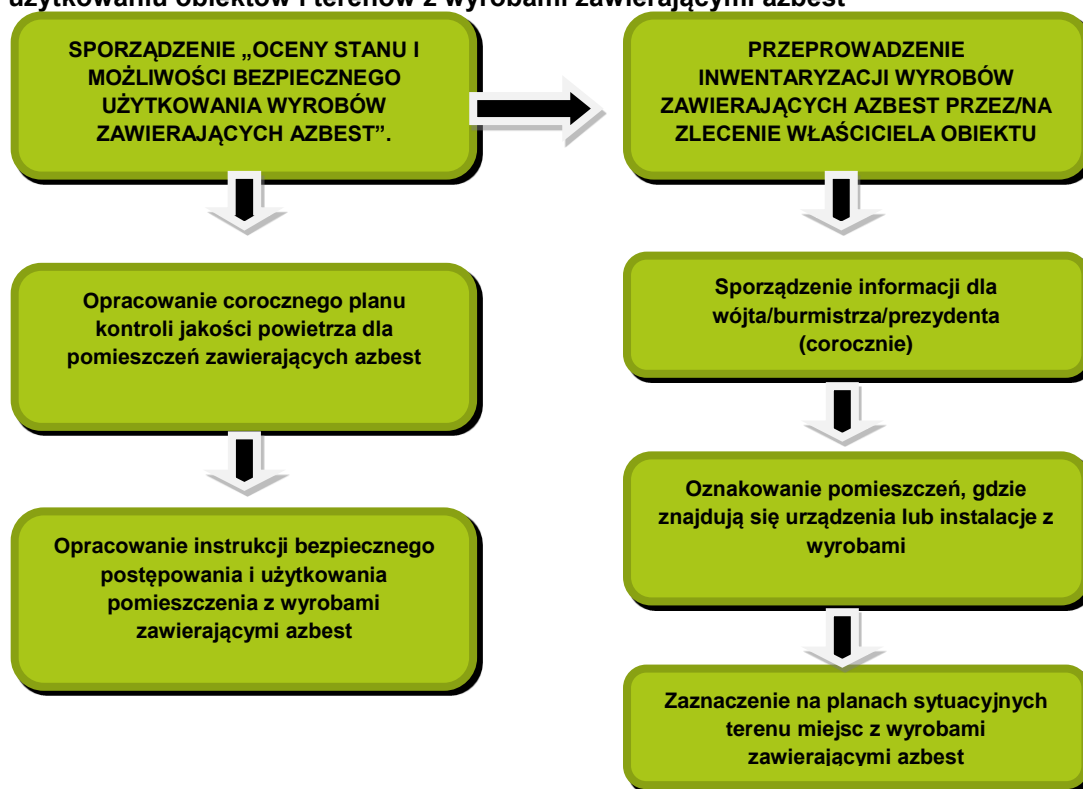 użytkowaniu obiektów i terenów z wyrobami zawierającymi azbest
SPORZĄDZENIE „OCENY STANU I
MOŻLIWOŚCI BEZPIECZNEGO
UŻYTKOWANIA WYROBÓW
ZAWIERAJĄCYCH AZBEST”.
PRZEPROWADZENIE
INWENTARYZACJI WYROBÓW
ZAWIERAJĄCYCH AZBEST PRZEZ/NA
ZLECENIE WŁAŚCICIELA OBIEKTU
Opracowanie corocznego planu
kontroli jakości powietrza dla
pomieszczeń zawierających azbest
Sporządzenie informacji dla
wójta/burmistrza/prezydenta
(corocznie)
Opracowanie instrukcji bezpiecznego
postępowania i użytkowania
pomieszczenia z wyrobami
zawierającymi azbest
Oznakowanie pomieszczeń, gdzie
znajdują się urządzenia lub instalacje z
wyrobami
Zaznaczenie na planach sytuacyjnych
terenu miejsc z wyrobami
zawierającymi azbest